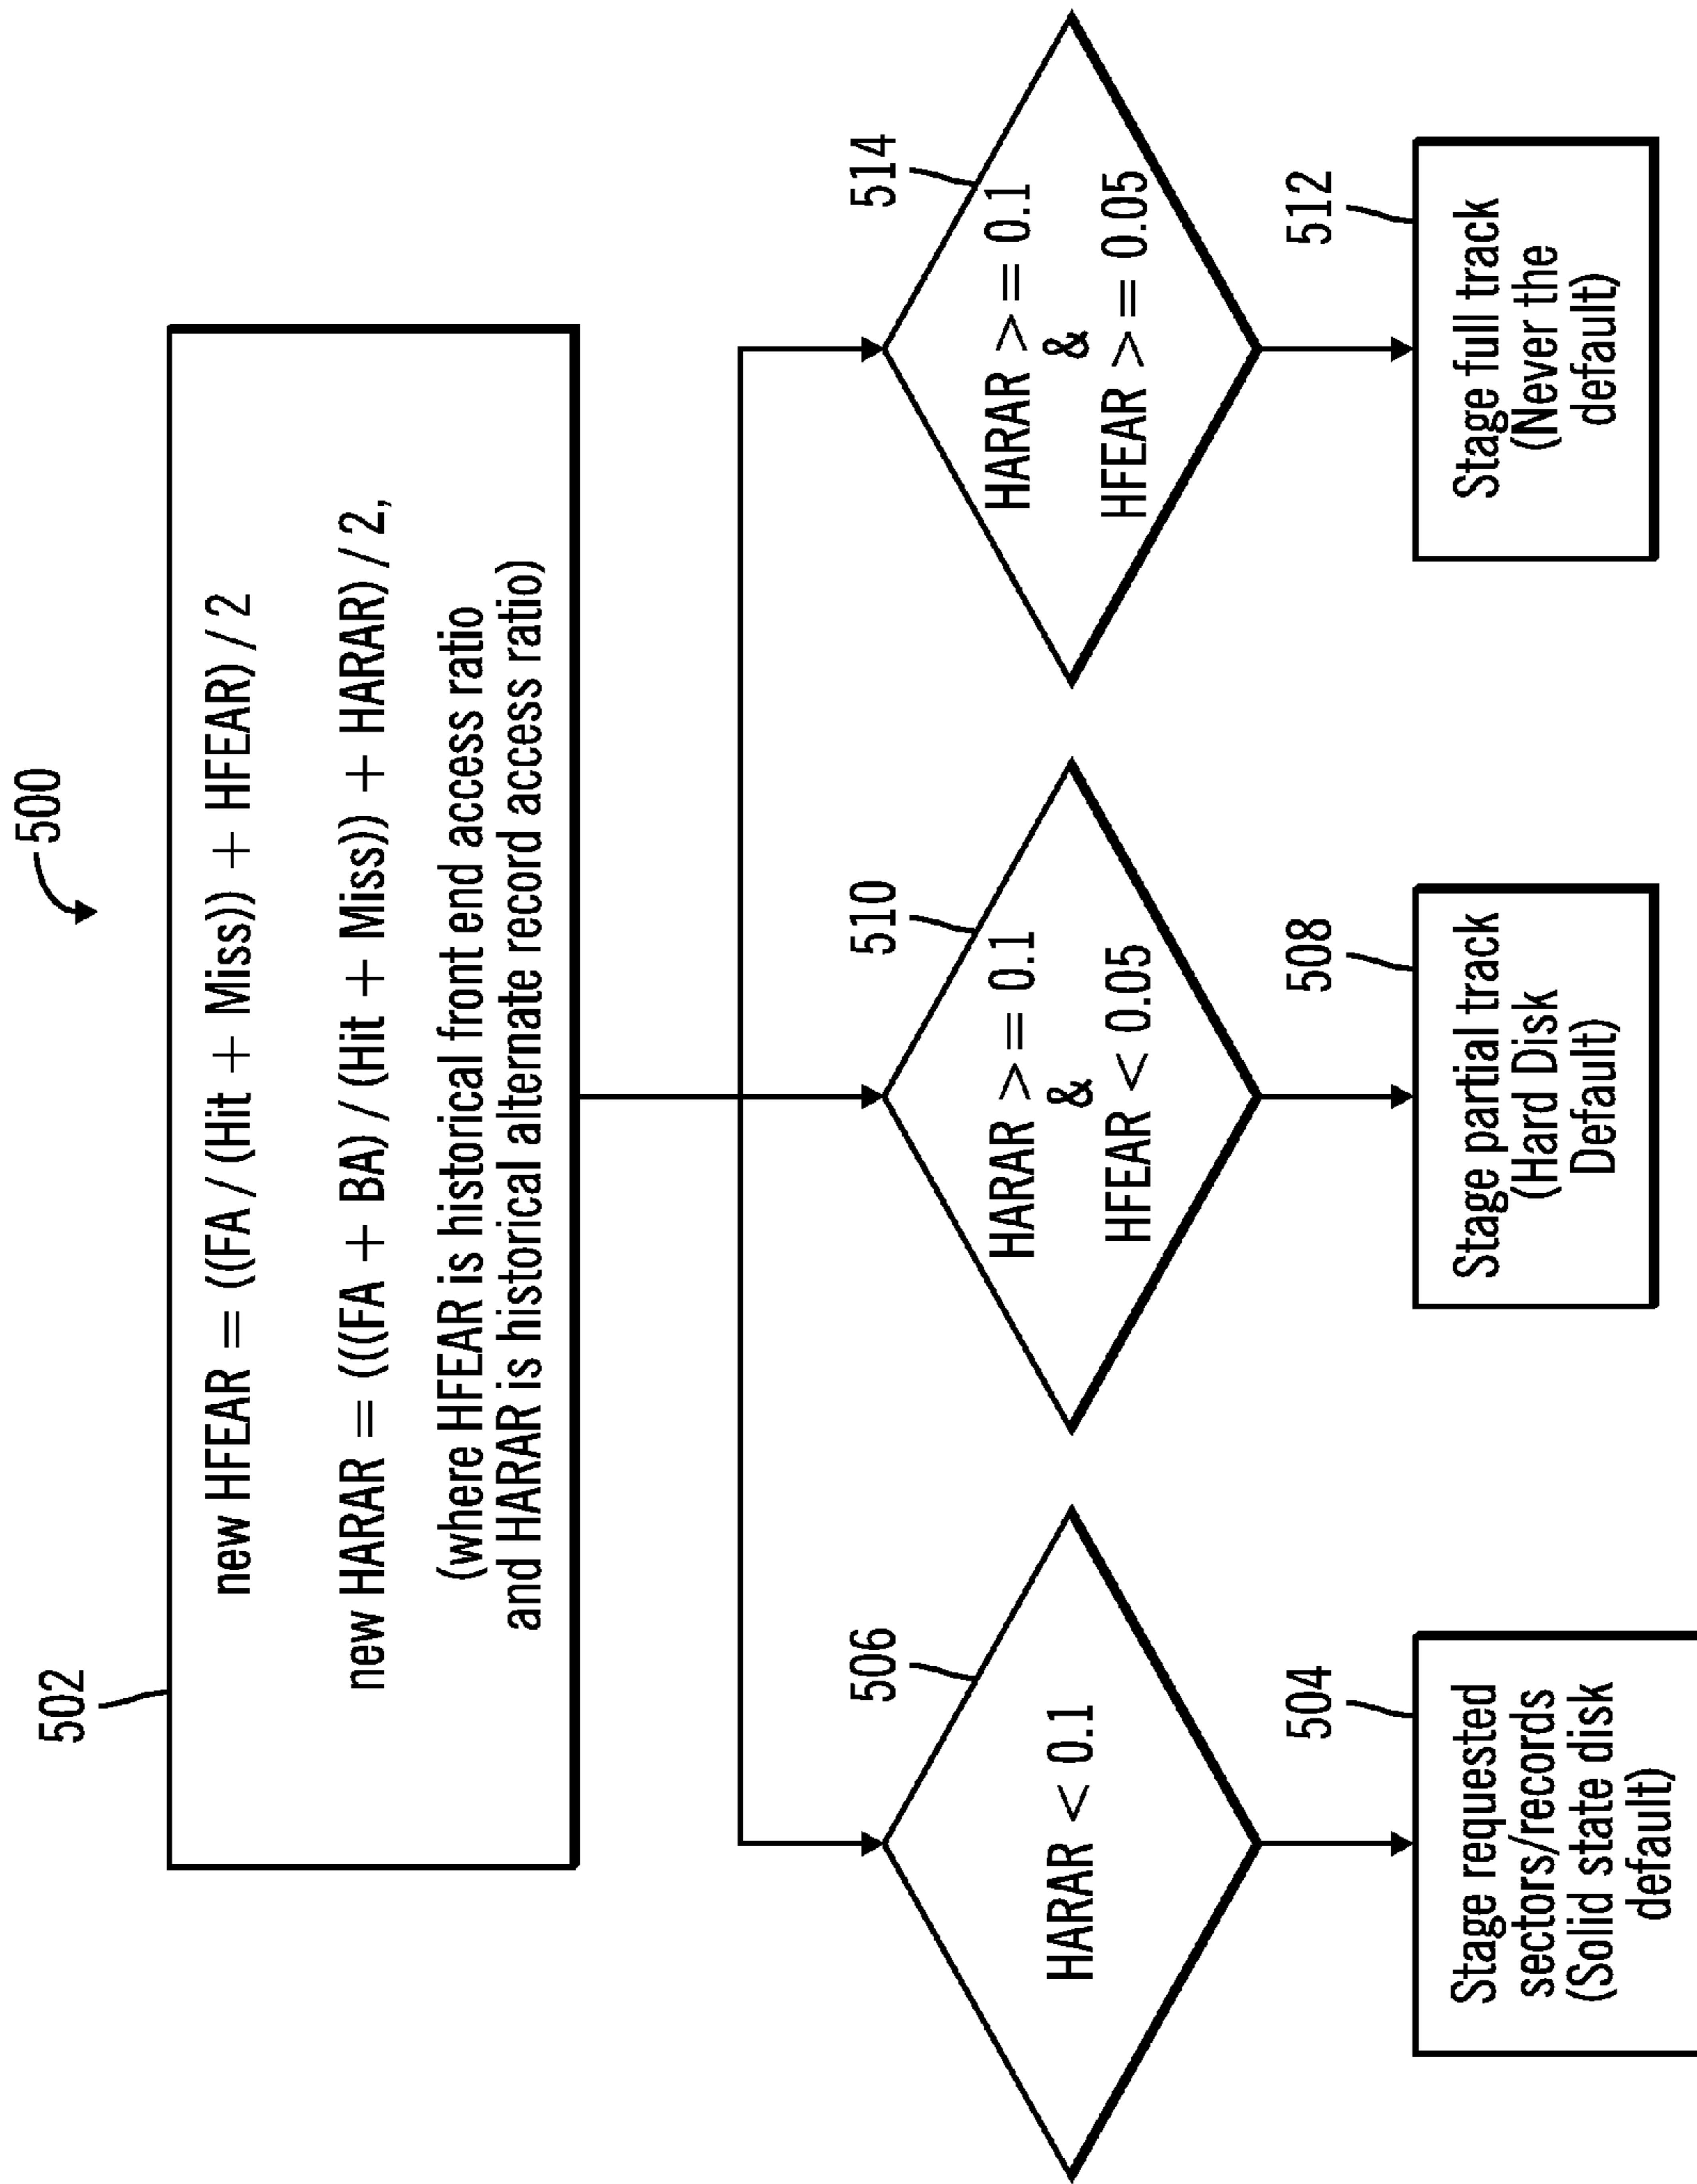 500
502
new HFEAR = ((FA / (Hit + Miss)) + HFEAR) / 2
new HARAR = (((FA + BA) / (Hit + Miss)) + HARAR) / 2,
(where HFEAR is historical front end access ratio
and HARAR is historical alternate record access ratio)
506
HARAR < 0.1
510
HARAR >= 0.1
&
HFEAR < 0.05
514
HARAR >= 0.1
&
HFEAR >= 0.05
504
Stage requested
sectors/records
(Solid state disk
default)
508
Stage partial track
(Hard Disk
Default)
512
Stage full track
(Never the
default)